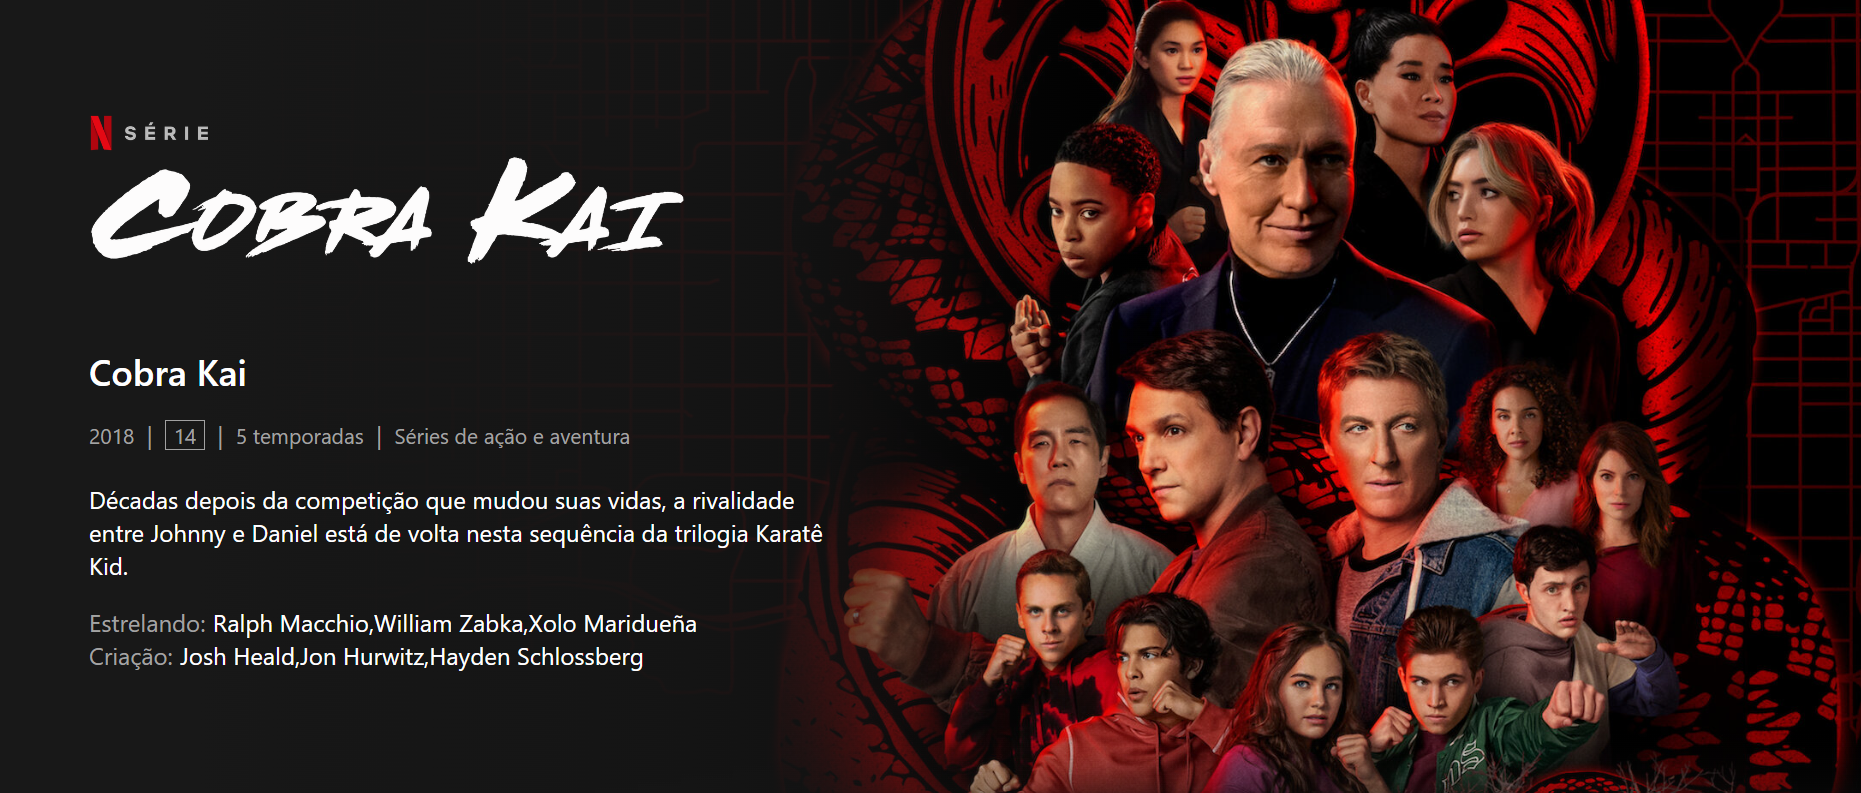 N SÉRIE
COBRA KAI
Cobra Kai
2018 | 14 | 5 temporadas | Séries de ação e aventura
Décadas depois da competição que mudou suas vidas, a rivalidade
entre Johnny e Daniel está de volta nesta sequência da trilogia Karatê
Kid.
Estrelando: Ralph Macchio,William Zabka,Xolo Maridueña
Criação: Josh Heald,Jon Hurwitz,Hayden Schlossberg